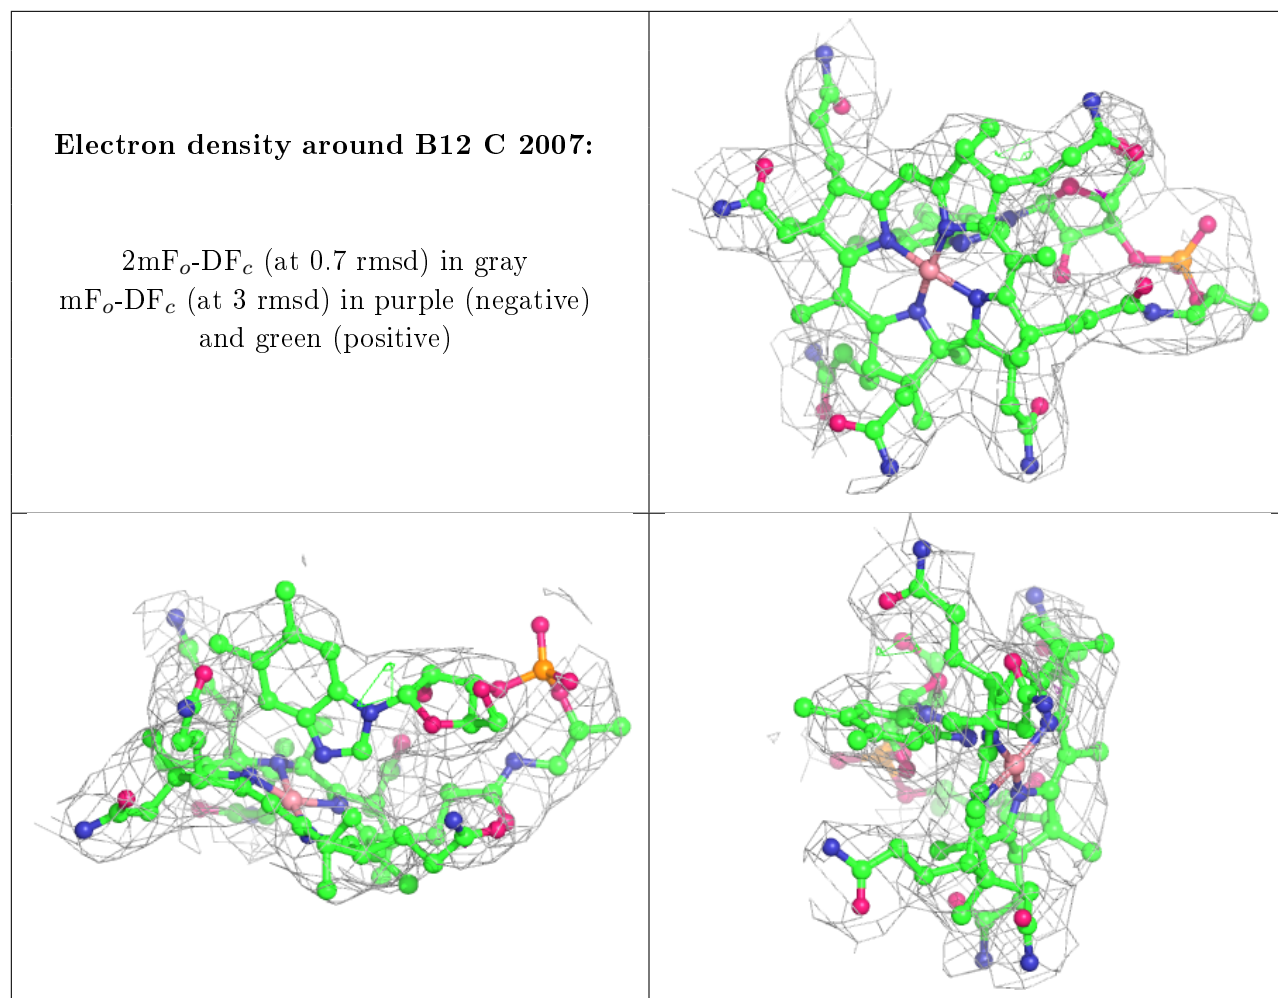 Electron density around B12 C 2007:
2mFo-DFc (at 0.7 rmsd) in gray
mFo-DFc (at 3 rmsd) in purple (negative)
and green (positive)